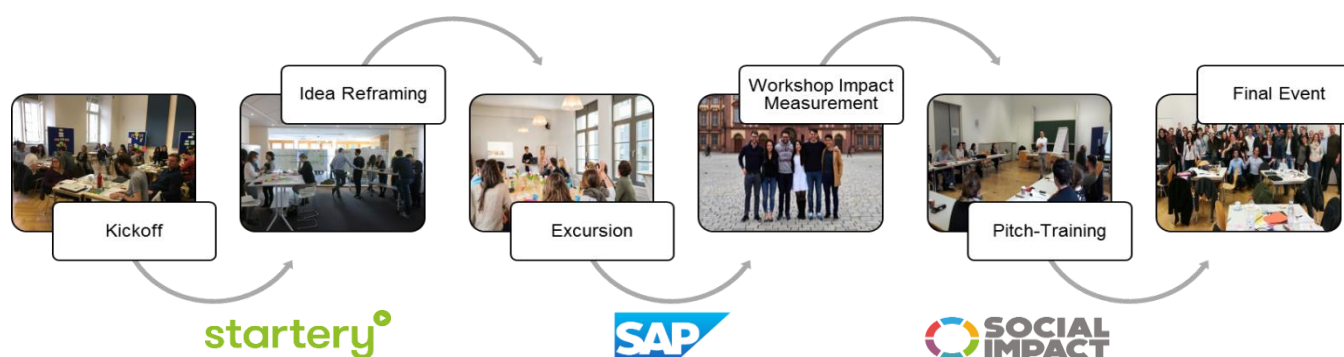 Idea Reframing
Workshop Impact
Measurement
Final Event
Kickoff
Excursion
Pitch-Training
startery
SAP
SOCIAL
IMPACT